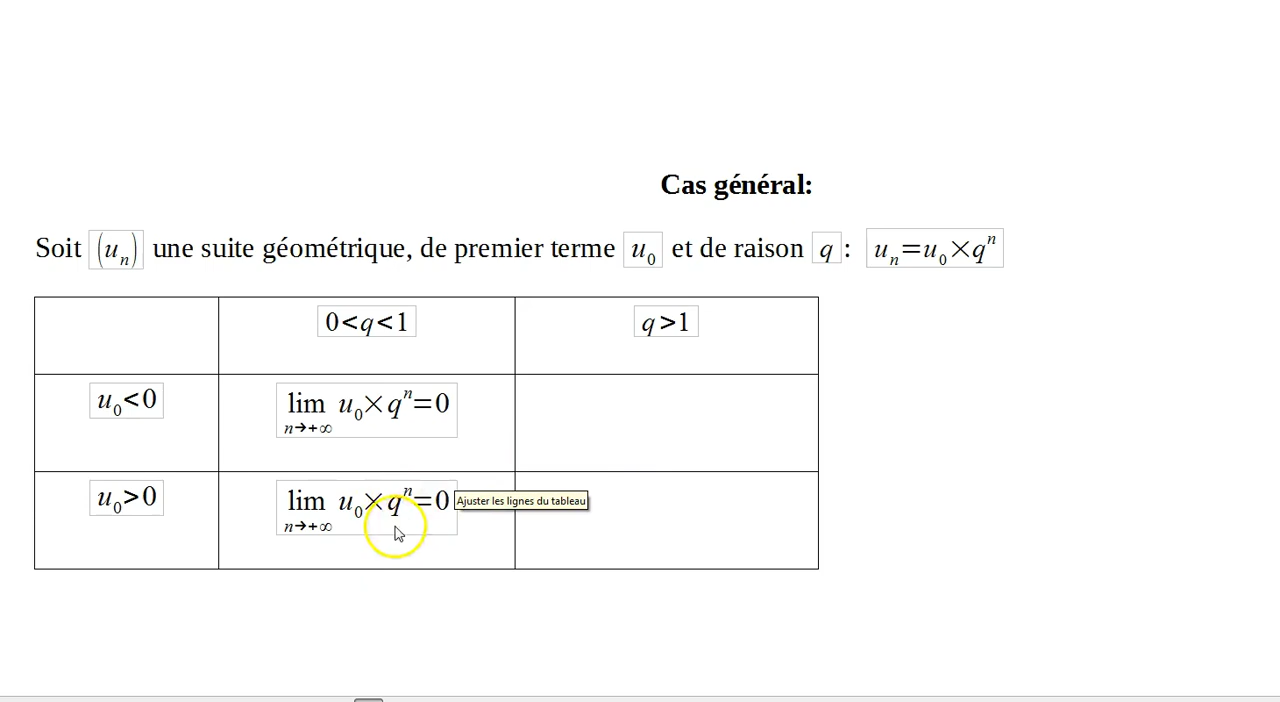 Cas général:
Soit (uₙ) une suite géométrique, de premier terme u₀ et de raison q : uₙ=u₀×qⁿ
0<q<1 q>1
u₀<0 lim u₀×qⁿ=0
n→+∞
u₀>0 lim u₀×qⁿ=0 Ajuster les lignes du tableau
n→+∞